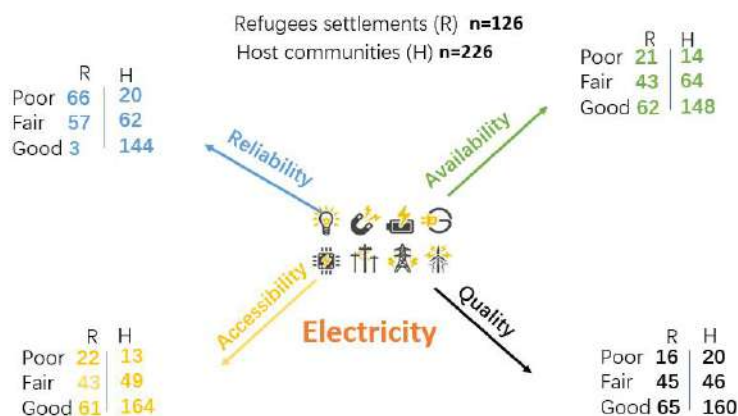 Refugees settlements (R) n=126
Host communities (H) n=226
R H
Poor 66 20
Fair 57 62
Good 3 144
Reliability
R H
Poor 21 14
Fair 43 64
Good 62 148
Availability
Accessibility
R H
Poor 22 13
Fair 43 49
Good 61 164
Electricity
Quality
R H
Poor 16 20
Fair 45 46
Good 65 160